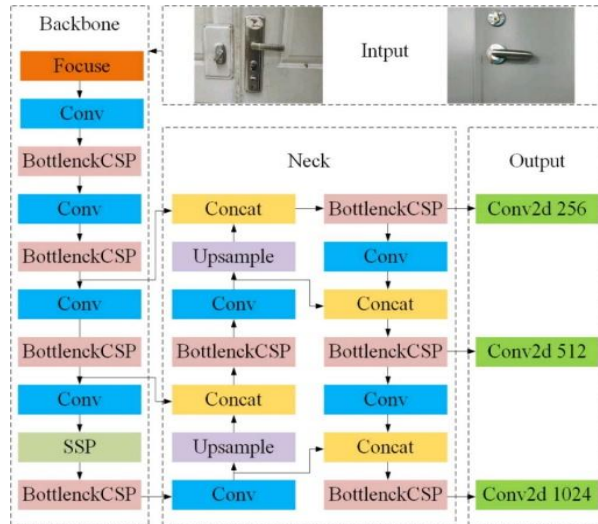 Backbone
Focuse
Conv
BottlenckCSP
Conv
BottlenckCSP
Conv
BottlenckCSP
Conv
SSP
BottlenckCSP
Intput
Neck
Concat
Upsample
Conv
BottlenckCSP
Concat
Upsample
Conv
BottlenckCSP
Conv
Concat
BottlenckCSP
Conv
Concat
BottlenckCSP
Output
Conv2d 256
Conv2d 512
Conv2d 1024